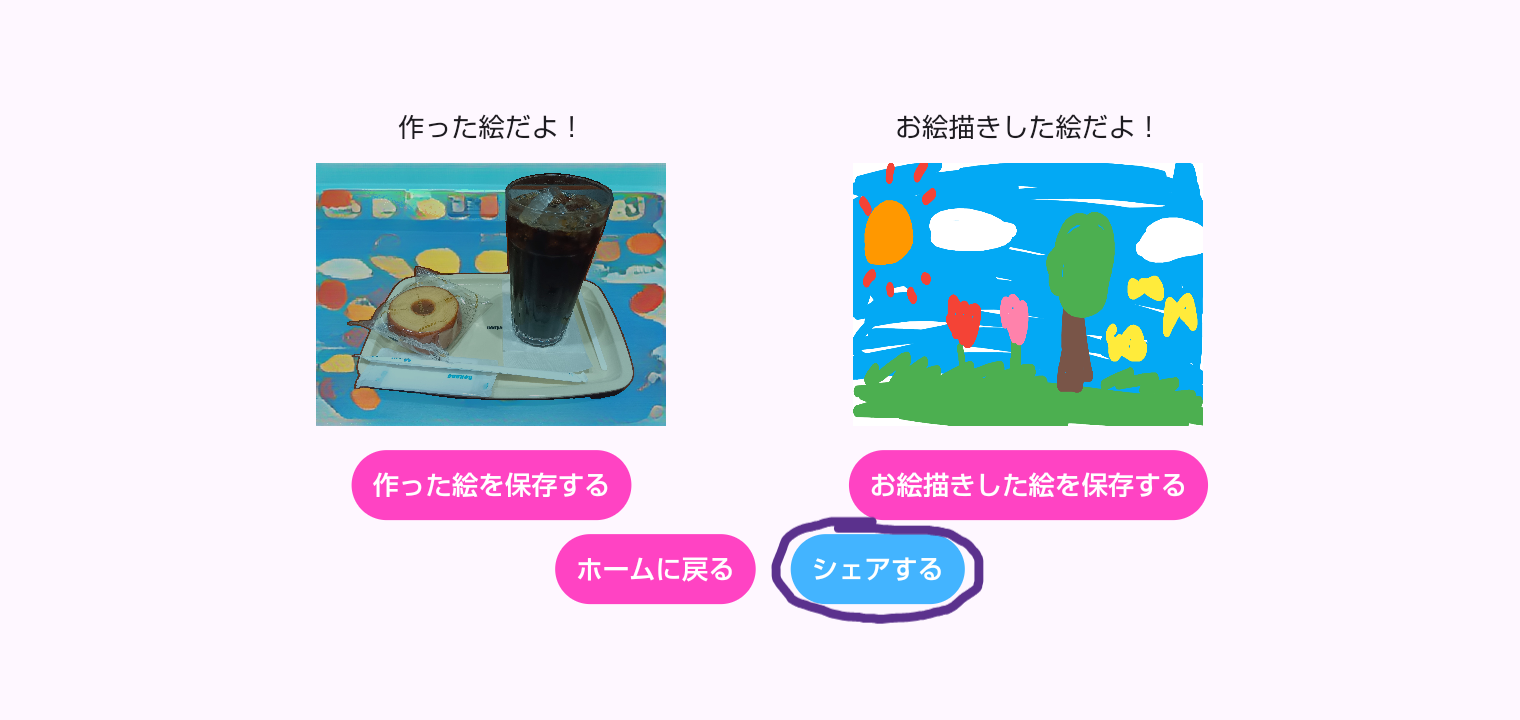 作った絵だよ！
お絵描きした絵だよ！
作った絵を保存する
お絵描きした絵を保存する
ホームに戻る
シェアする